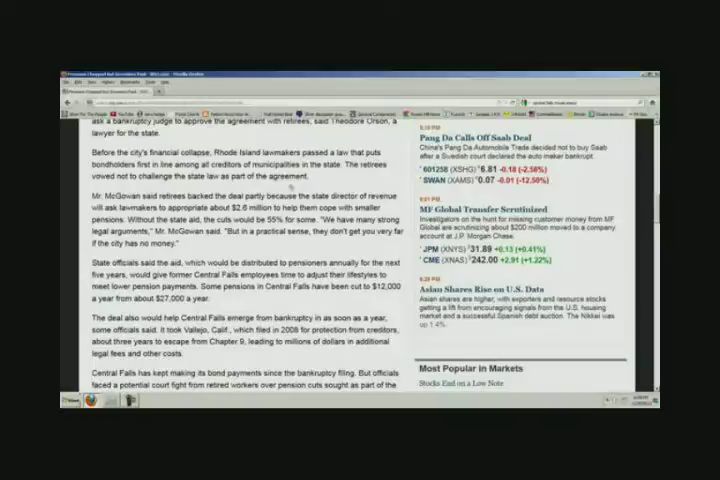 ask a bankruptcy judge to approve the agreement with retirees, said Theodore Orson, a
lawyer for the state.
Before the city's financial collapse, Rhode Island lawmakers passed a law that puts
bondholders first in line among all creditors of municipalities in the state. The retirees
vowed not to challenge the state law as part of the agreement.
Mr. McGowan said retirees backed the deal partly because the state director of revenue
will ask lawmakers to appropriate about $2.6 million to help them cope with smaller
pensions. Without the state aid, the cuts would be 55% for some. "We have many strong
legal arguments," Mr. McGowan said. "But in a practical sense, they don't get you very far
if the city has no money."
State officials said the aid, which would be distributed to pensioners annually for the next
five years, would give former Central Falls employees time to adjust their lifestyles to
meet lower pension payments. Some pensions in Central Falls have been cut to $12,000
a year from about $27,000 a year.
The deal also would help Central Falls emerge from bankruptcy in as soon as a year,
some officials said. It took Vallejo, Calif., which filed in 2008 for protection from creditors,
about three years to escape from Chapter 9, leading to millions of dollars in additional
legal fees and other costs.
Central Falls has kept making its bond payments since the bankruptcy filing. But officials
faced a potential court fight from retired workers over pension cuts sought as part of the
Pang Da Calls Off Saab Deal
China's Pang Da Automobile Trade decided not to buy Saab
after a Swedish court declared the auto maker bankrupt
601258 (XSHG) 6.81 -0.18 (-2.58%)
SWAN (XAMS) 0.07 -0.01 (-12.50%)
MF Global Transfer Scrutinized
Investigators on the hunt for missing customer money from MF
Global are scrutinizing about $200 million moved to a company
account at J.P. Morgan Chase.
JPM (XNYS) 31.89 +0.13 (+0.41%)
CME (XNAS) 242.00 +2.91 (+1.22%)
Asian Shares Rise on U.S. Data
Asian shares are higher, with exporters and resource stocks
getting a lift from encouraging signals from the U.S. housing
market and a successful Spanish debt auction. The Nikkei was
up 1.4%.
Most Popular in Markets
Stocks End on a Low Note